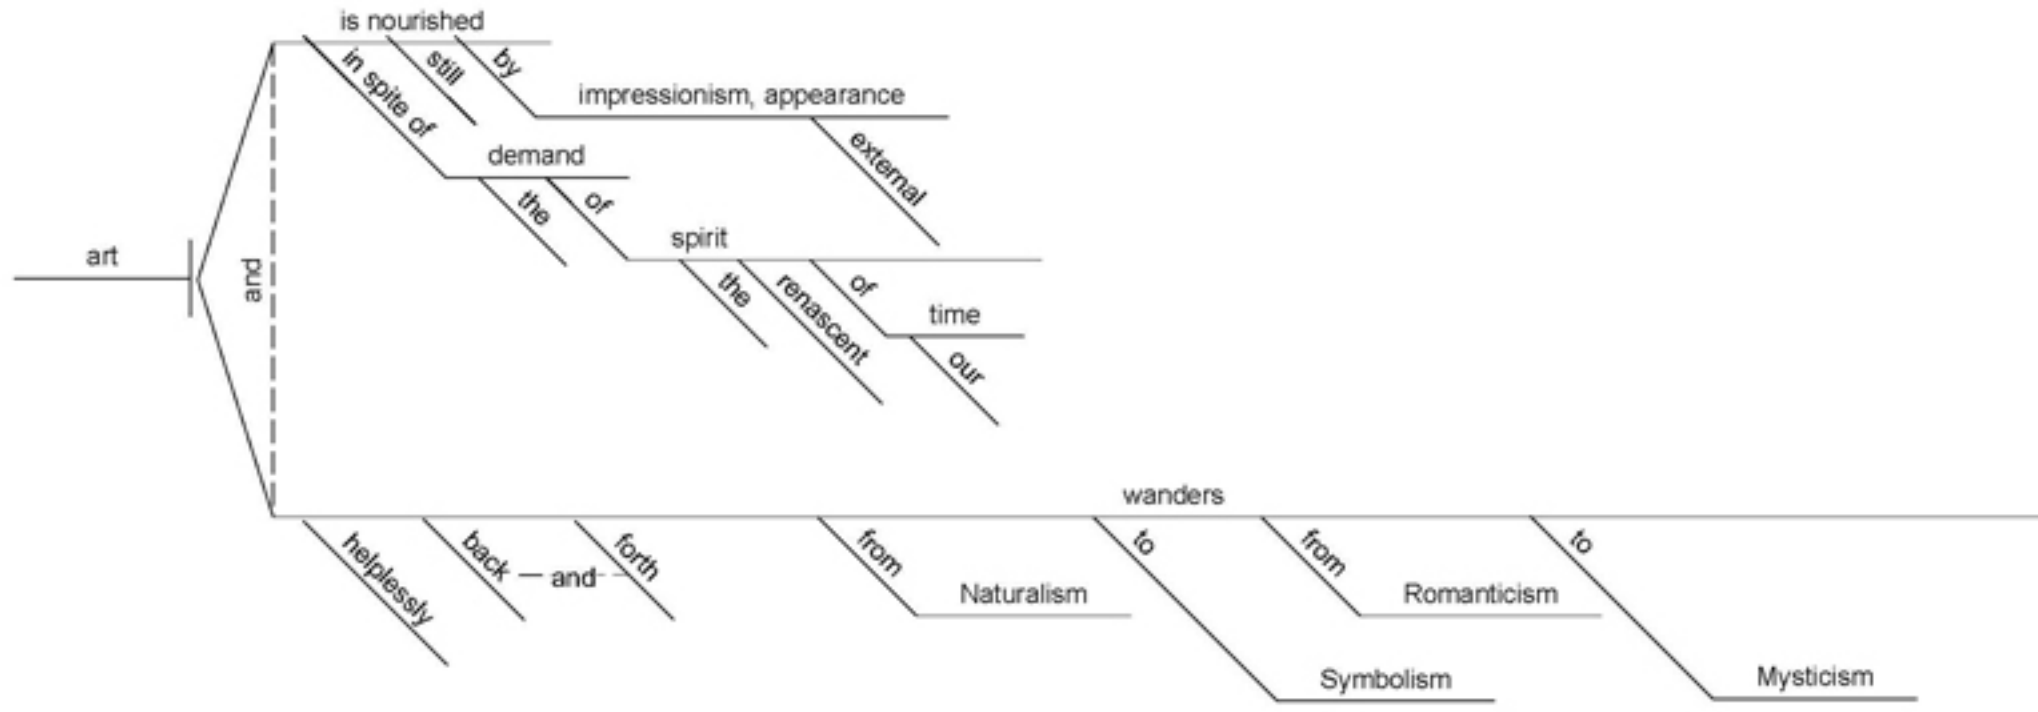 is nourished
in spite of
still
by
impressionism, appearance
external
demand
the
of
spirit
the
renascent
of
time
our
art
and
wanders
helplessly
back
and
forth
from
Naturalism
to
Symbolism
from
Romanticism
to
Mysticism